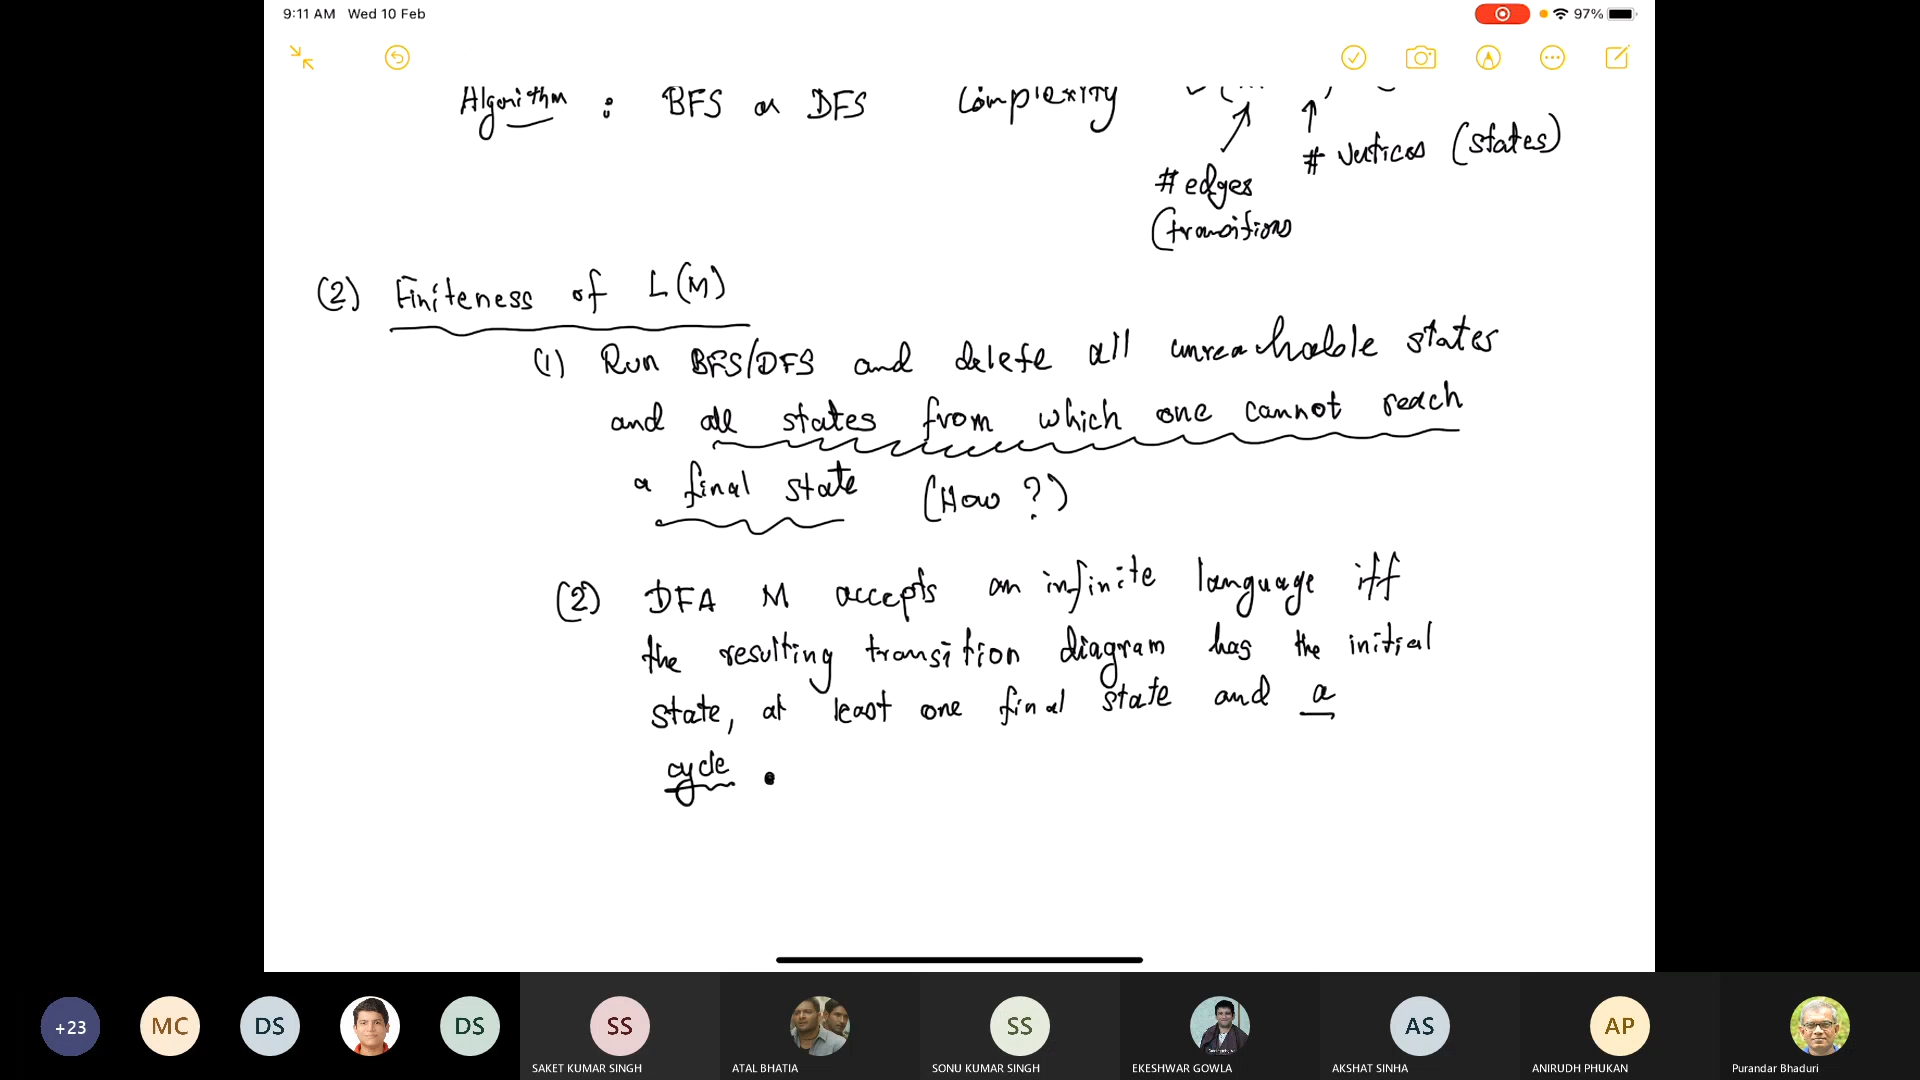 9:11 AM Wed 10 Feb
97%
Algorithm : BFS or DFS Complexity
# vertices (states)
# edges
(transitions
(2) Finiteness of L(M)
(1) Run BFS/DFS and delete all unreachable states
and all states from which one cannot reach
a final state (How ?)
(2) DFA M accepts an infinite language iff
the resulting transition diagram has the initial
state, at least one final state and a
cycle .
+23
MC
DS
DS
SS
SS
AS
AP
SAKET KUMAR SINGH
ATAL BHATIA
SONU KUMAR SINGH
EKESHWAR GOWLA
AKSHAT SINHA
ANIRUDH PHUKAN
Purandar Bhaduri